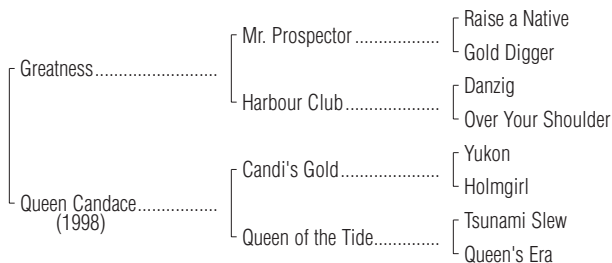 Raise a Native
Mr. Prospector
Gold Digger
Greatness
Danzig
Harbour Club
Over Your Shoulder
Yukon
Candi's Gold
Holmgirl
Queen Candace
(1998)
Tsunami Slew
Queen of the Tide
Queen's Era